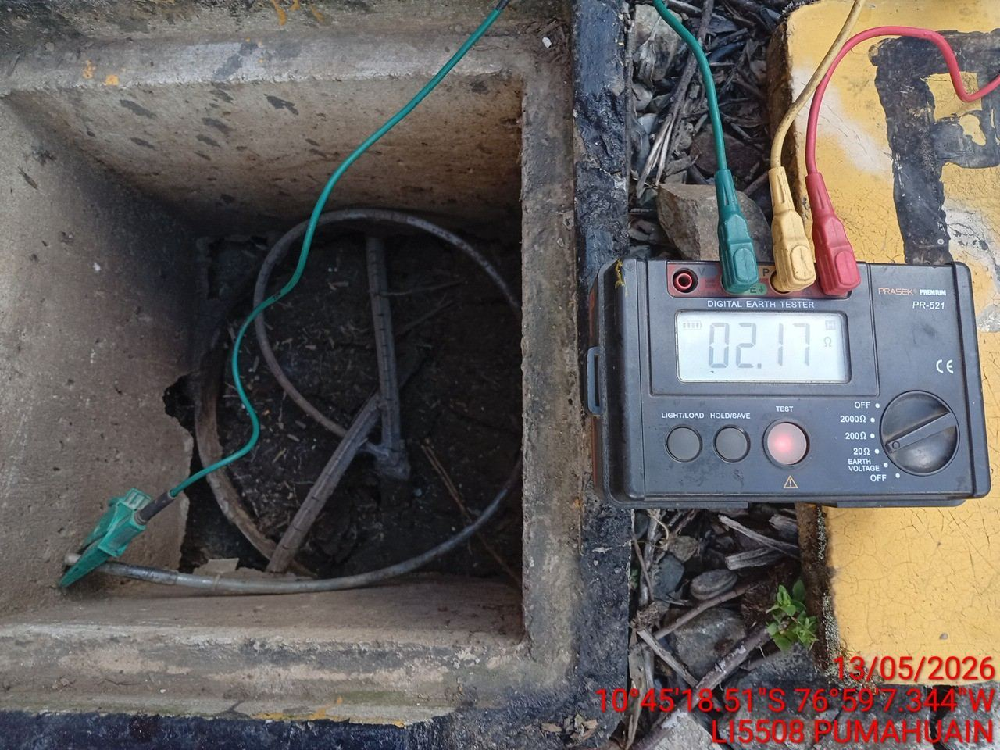 P
E
DIGITAL EARTH TESTER
PRASEK® PREMIUM
PR-521
02.17
H
Ω
CE
LIGHT/LOAD HOLD/SAVE TEST
OFF
2000Ω
200Ω
20Ω
EARTH
VOLTAGE
OFF
13/05/2026
10°45'18.51"S 76°59'7.344"W
LI5508 PUMAHUAIN